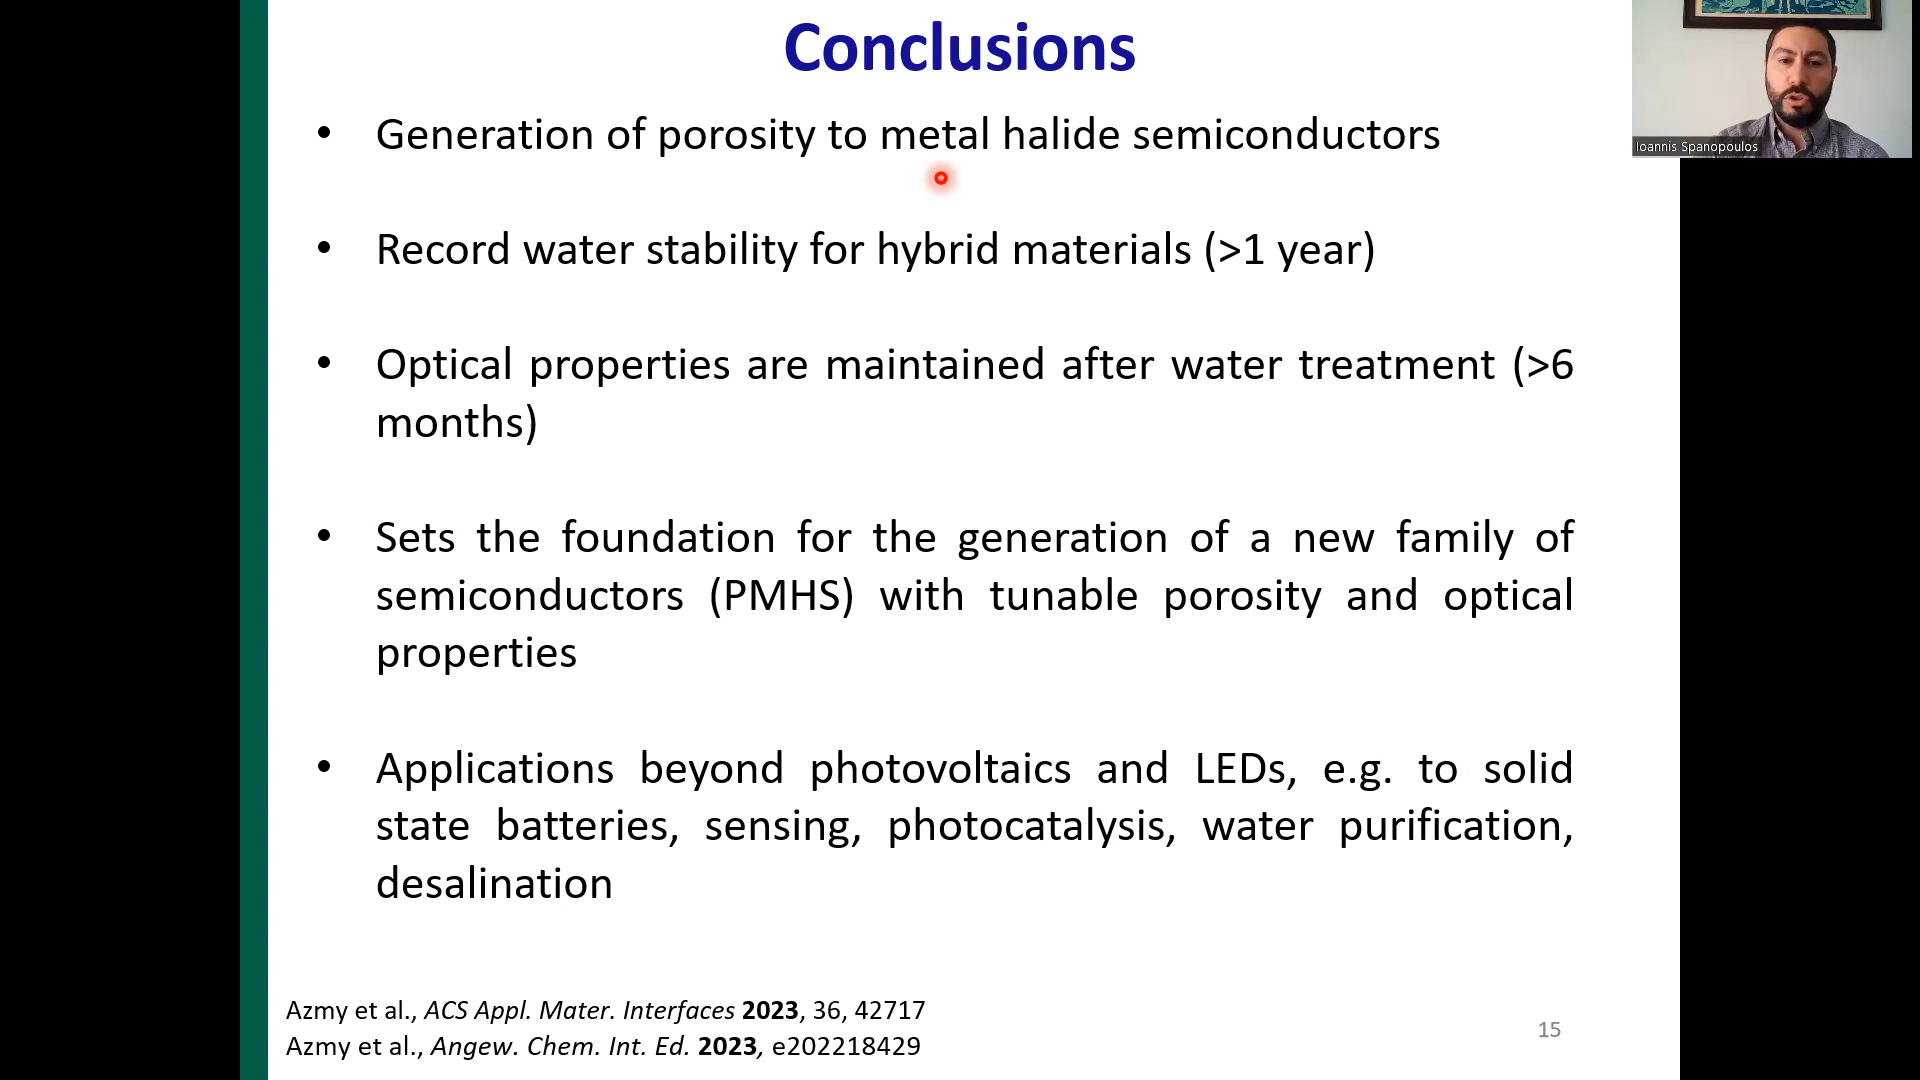 Conclusions
• Generation of porosity to metal halide semiconductors
• Record water stability for hybrid materials (>1 year)
• Optical properties are maintained after water treatment (>6
months)
• Sets the foundation for the generation of a new family of
semiconductors (PMHS) with tunable porosity and optical
properties
• Applications beyond photovoltaics and LEDs, e.g. to solid
state batteries, sensing, photocatalysis, water purification,
desalination
Azmy et al., ACS Appl. Mater. Interfaces 2023, 36, 42717
Azmy et al., Angew. Chem. Int. Ed. 2023, e202218429
15
Ioannis Spanopoulos